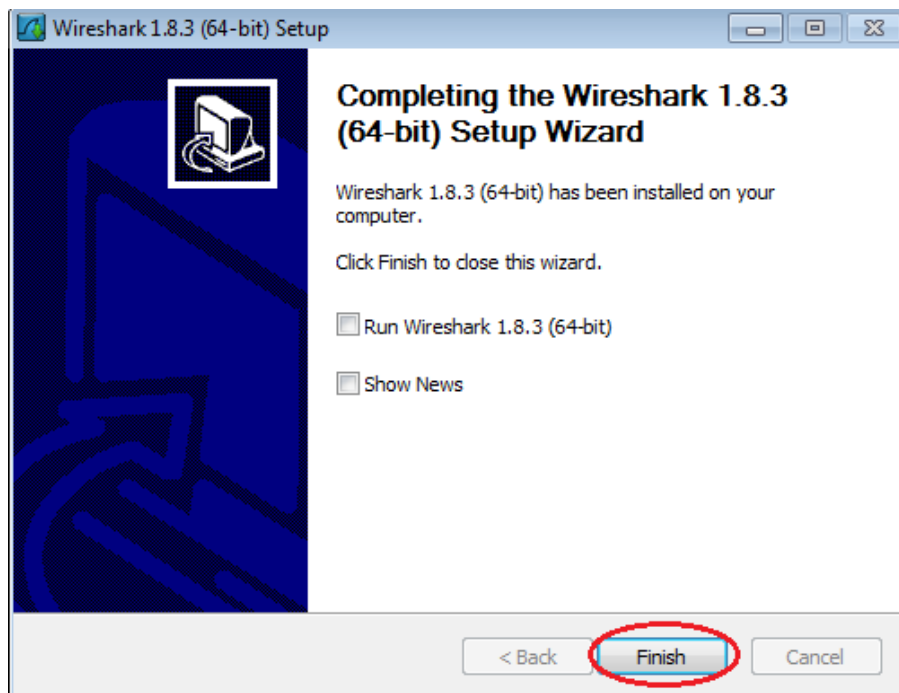 Wireshark 1.8.3 (64-bit) Setup
Completing the Wireshark 1.8.3
(64-bit) Setup Wizard
Wireshark 1.8.3 (64-bit) has been installed on your
computer.
Click Finish to close this wizard.
Run Wireshark 1.8.3 (64-bit)
Show News
< Back Finish Cancel